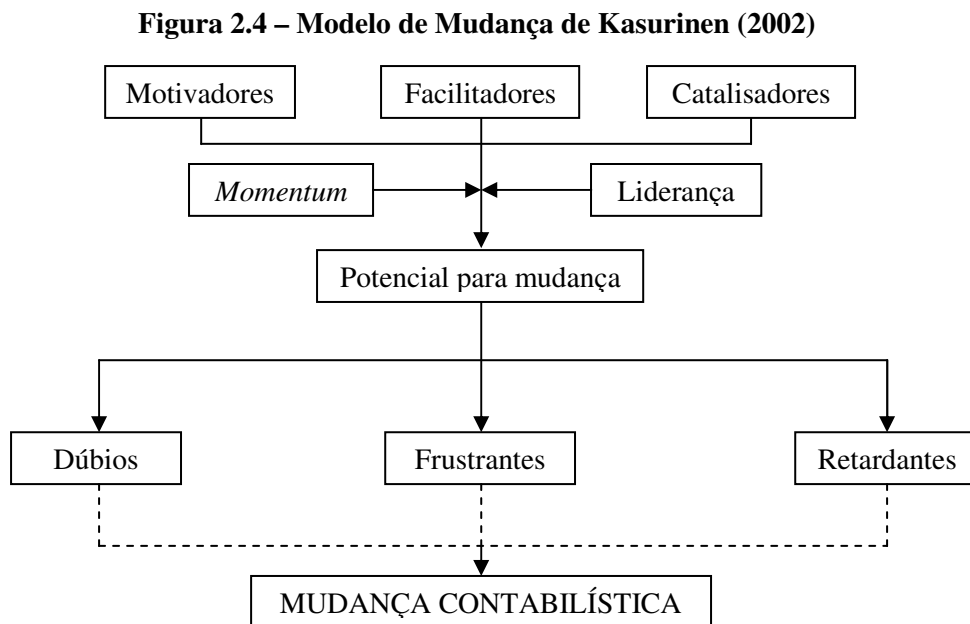 Figura 2.4 – Modelo de Mudança de Kasurinen (2002)
Motivadores
Facilitadores
Catalisadores
Momentum
Liderança
Potencial para mudança
Dúbios
Frustrantes
Retardantes
MUDANÇA CONTABILÍSTICA